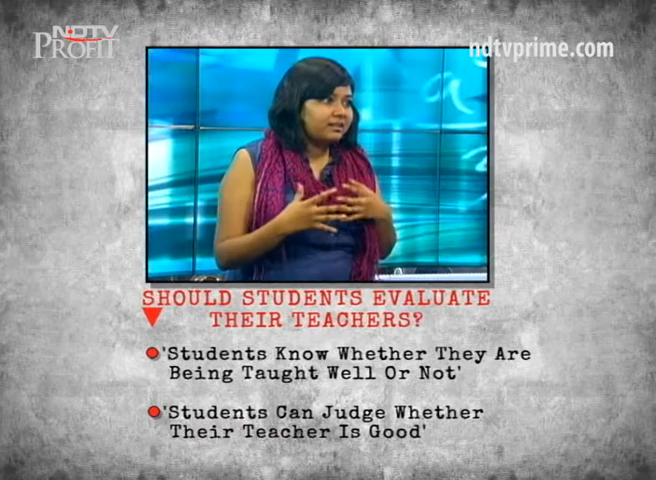 NDTV
PROFIT
ndtvprime.com
SHOULD STUDENTS EVALUATE
THEIR TEACHERS?
'Students Know Whether They Are
Being Taught Well Or Not'
'Students Can Judge Whether
Their Teacher Is Good'